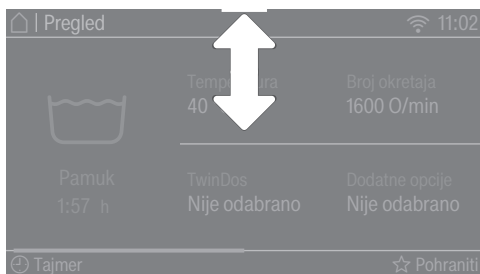 | Pregled
11:02
Temperatura
40
Broj okretaja
1600 O/min
Pamuk
1:57 h
TwinDos
Nije odabrano
Dodatne opcije
Nije odabrano
Tajmer
Pohraniti